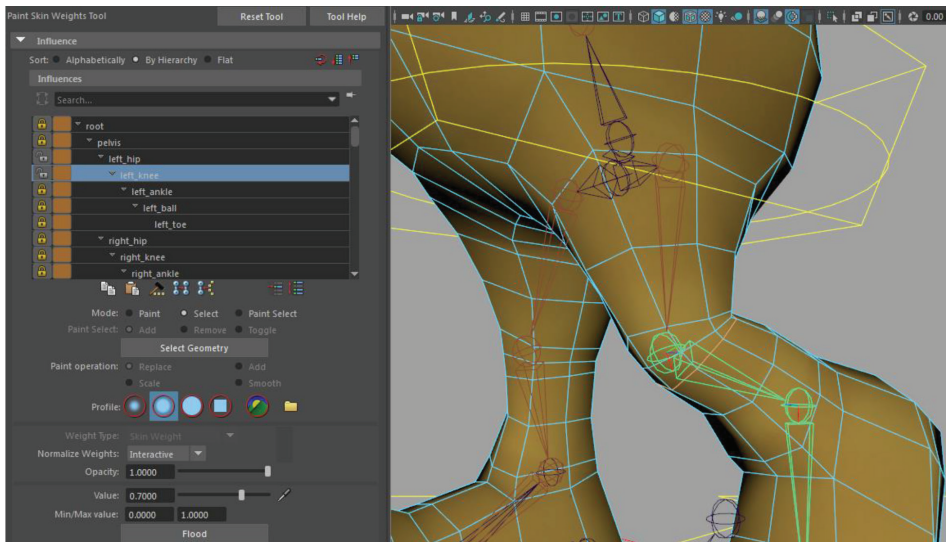 Paint Skin Weights Tool Reset Tool Tool Help
Influence
Sort: Alphabetically By Hierarchy Flat
Influences
Search...
root
pelvis
left_hip
left_knee
left_ankle
left_ball
left_toe
right_hip
right_knee
right_ankle
Mode: Paint Select Paint Select
Paint Select: Add Remove Toggle
Select Geometry
Paint operation: Replace Add
Scale Smooth
Profile:
Weight Type: Skin Weight
Normalize Weights: Interactive
Opacity: 1.0000
Value: 0.7000
Min/Max value: 0.0000 1.0000
Flood
0.00